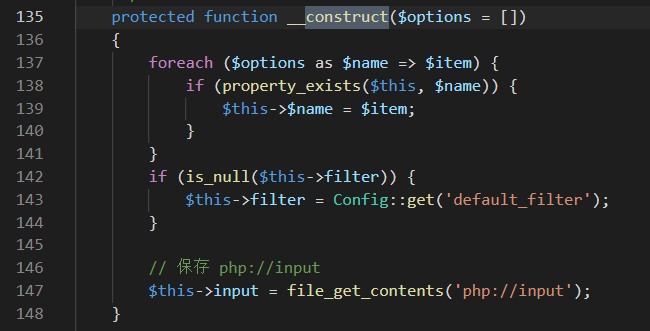 135 protected function __construct($options = [])
136 {
137 foreach ($options as $name => $item) {
138 if (property_exists($this, $name)) {
139 $this->$name = $item;
140 }
141 }
142 if (is_null($this->filter)) {
143 $this->filter = Config::get('default_filter');
144 }
145
146 // 保存 php://input
147 $this->input = file_get_contents('php://input');
148 }